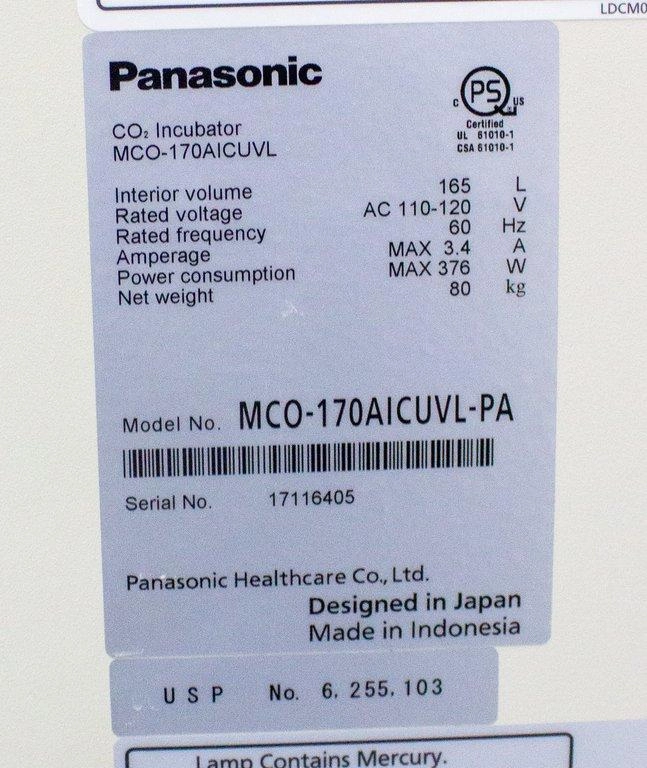 LDCM0
Panasonic
C PS US
Certified
UL 61010-1
CSA 61010-1
CO₂ Incubator
MCO-170AICUVL
Interior volume 165 L
Rated voltage AC 110-120 V
Rated frequency 60 Hz
Amperage MAX 3.4 A
Power consumption MAX 376 W
Net weight 80 kg
Model No. MCO-170AICUVL-PA
Serial No. 17116405
Panasonic Healthcare Co., Ltd.
Designed in Japan
Made in Indonesia
USP No. 6,255,103
Lamp Contains Mercury.